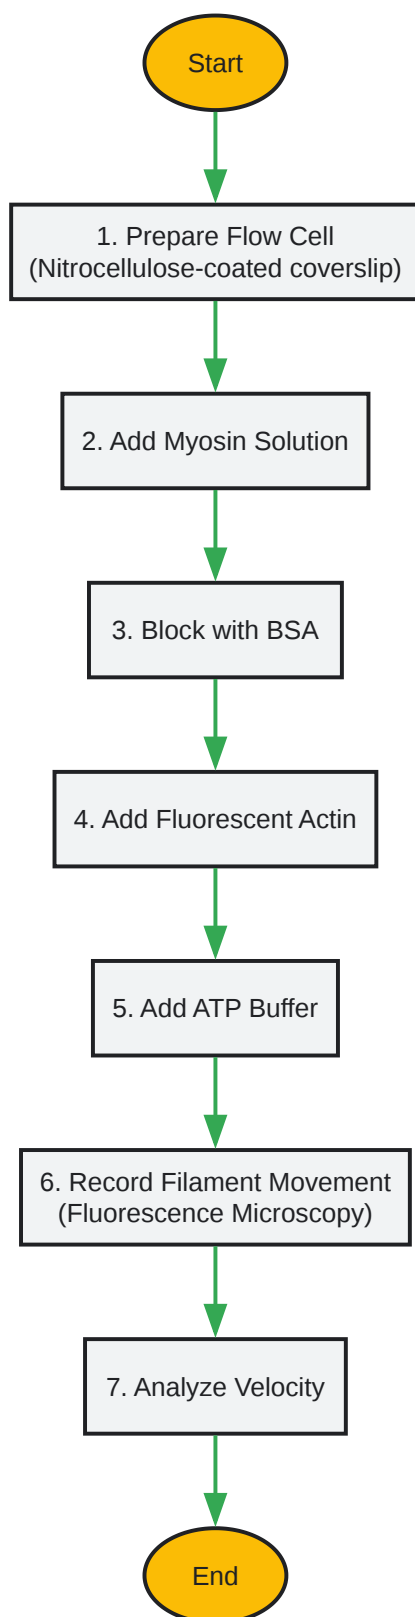 Start
1. Prepare Flow Cell
(Nitrocellulose-coated coverslip)
2. Add Myosin Solution
3. Block with BSA
4. Add Fluorescent Actin
5. Add ATP Buffer
6. Record Filament Movement
(Fluorescence Microscopy)
7. Analyze Velocity
End